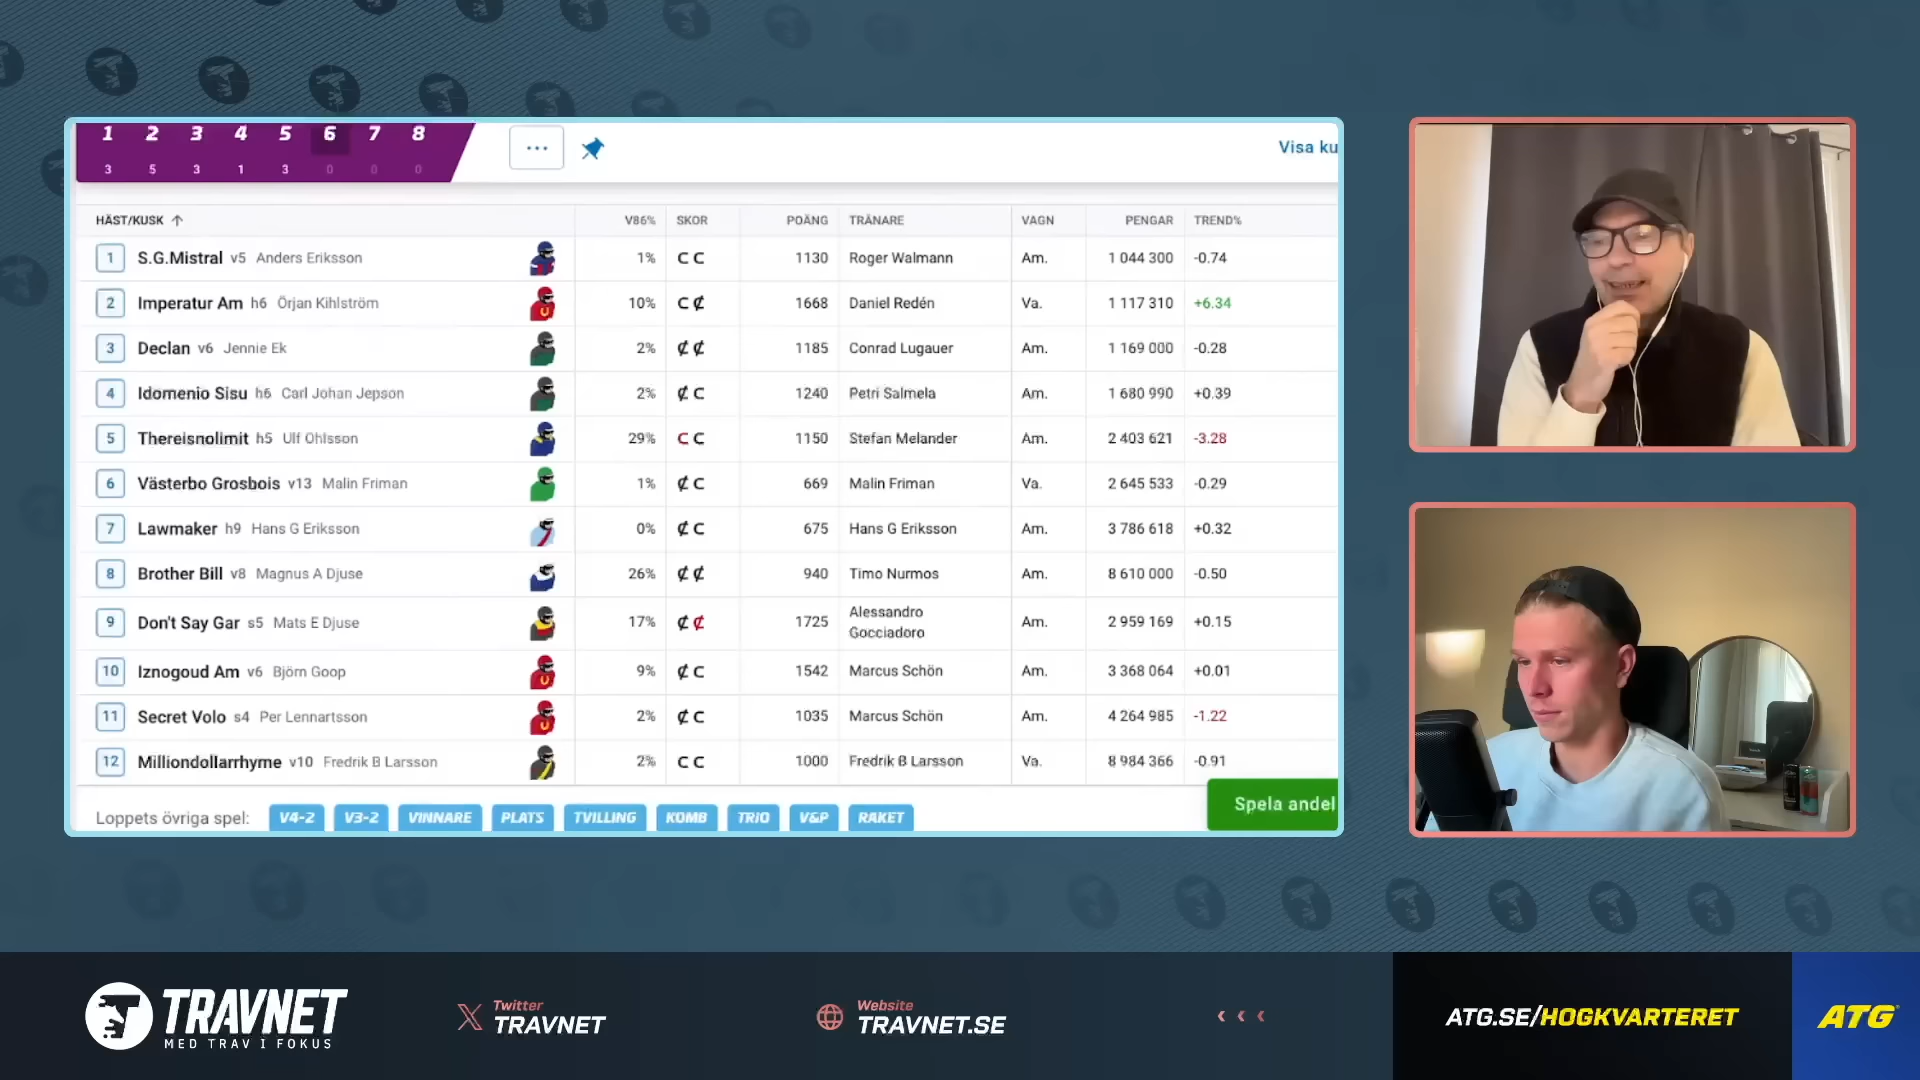 1 2 3 4 5 6 7 8
3 5 3 1 3 0 0 0
... Visa ku
HÄST/KUSK ↑ V86% SKOR POÄNG TRÄNARE VAGN PENGAR TREND%
1 S.G.Mistral v5 Anders Eriksson 1% C C 1130 Roger Walmann Am. 1 044 300 -0.74
2 Imperatur Am h6 Örjan Kihlström 10% C ₵ 1668 Daniel Redén Va. 1 117 310 +6.34
3 Declan v6 Jennie Ek 2% ₵ ₵ 1185 Conrad Lugauer Am. 1 169 000 -0.28
4 Idomenio Sisu h6 Carl Johan Jepson 2% ₵ C 1240 Petri Salmela Am. 1 680 990 +0.39
5 Thereisnolimit h5 Ulf Ohlsson 29% C C 1150 Stefan Melander Am. 2 403 621 -3.28
6 Västerbo Grosbois v13 Malin Friman 1% ₵ C 669 Malin Friman Va. 2 645 533 -0.29
7 Lawmaker h9 Hans G Eriksson 0% ₵ C 675 Hans G Eriksson Am. 3 786 618 +0.32
8 Brother Bill v8 Magnus A Djuse 26% ₵ ₵ 940 Timo Nurmos Am. 8 610 000 -0.50
9 Don't Say Gar s5 Mats E Djuse 17% ₵ ₵ 1725 Alessandro Gocciadoro Am. 2 959 169 +0.15
10 Iznogoud Am v6 Björn Goop 9% ₵ C 1542 Marcus Schön Am. 3 368 064 +0.01
11 Secret Volo s4 Per Lennartsson 2% ₵ C 1035 Marcus Schön Am. 4 264 985 -1.22
12 Milliondollarrhyme v10 Fredrik B Larsson 2% C C 1000 Fredrik B Larsson Va. 8 984 366 -0.91
Spela andel
Loppets övriga spel: V4-2 V3-2 VINNARE PLATS TVILLING KOMB TRIO V&P RAKET
TRAVNET
MED TRAV I FOKUS
Twitter
TRAVNET
Website
TRAVNET.SE
ATG.SE/HOGKVARTERET
ATG